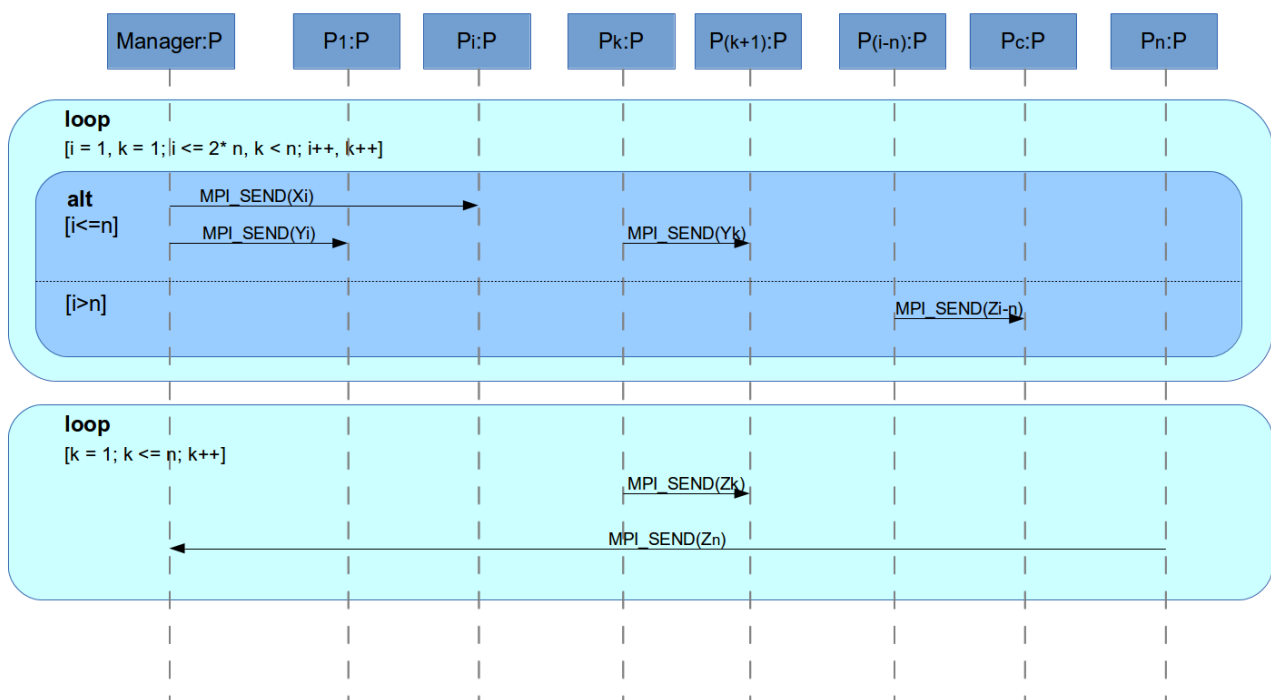 Manager:P P1:P Pi:P Pk:P P(k+1):P P(i-n):P Pc:P Pn:P
loop
[i = 1, k = 1; i <= 2* n, k < n; i++, k++]
alt
MPI_SEND(Xi)
[i<=n]
MPI_SEND(Yi) MPI_SEND(Yk)
[i>n]
MPI_SEND(Zi-n)
loop
[k = 1; k <= n; k++]
MPI_SEND(Zk)
MPI_SEND(Zn)